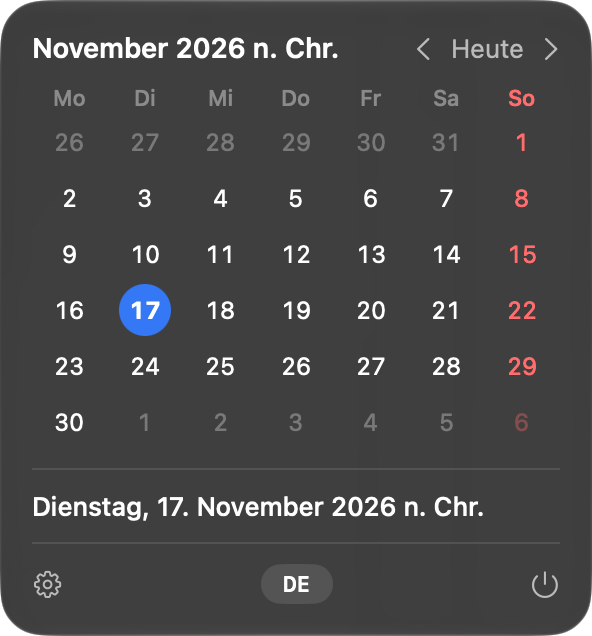 November 2026 n. Chr. Heute
Mo Di Mi Do Fr Sa So
26 27 28 29 30 31 1
2 3 4 5 6 7 8
9 10 11 12 13 14 15
16 17 18 19 20 21 22
23 24 25 26 27 28 29
30 1 2 3 4 5 6
Dienstag, 17. November 2026 n. Chr.
DE